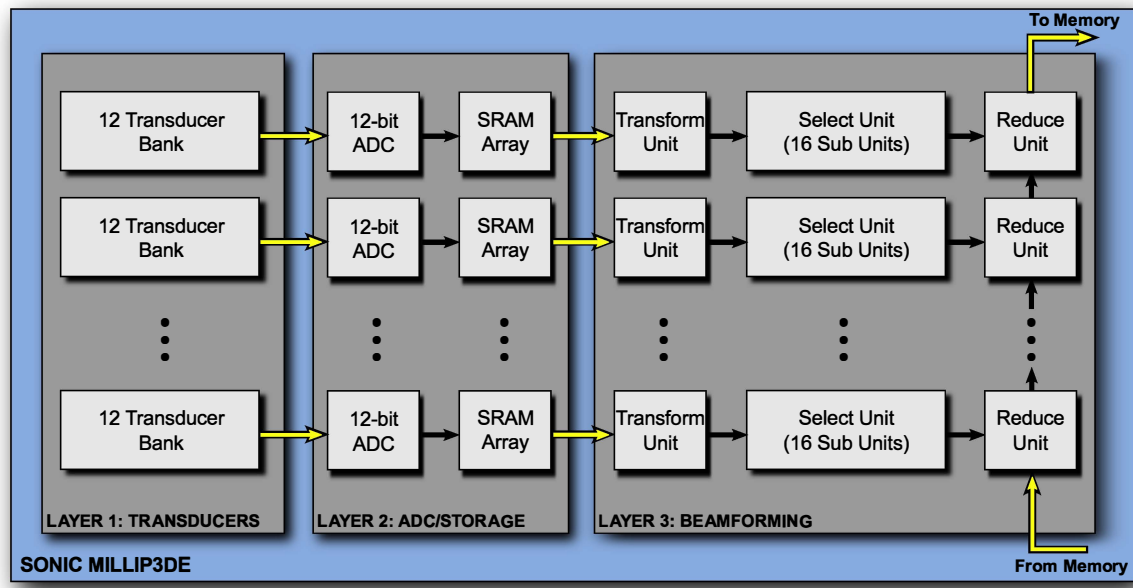 To Memory
12 Transducer
Bank
12-bit
ADC
SRAM
Array
Transform
Unit
Select Unit
(16 Sub Units)
Reduce
Unit
12 Transducer
Bank
12-bit
ADC
SRAM
Array
Transform
Unit
Select Unit
(16 Sub Units)
Reduce
Unit
12 Transducer
Bank
12-bit
ADC
SRAM
Array
Transform
Unit
Select Unit
(16 Sub Units)
Reduce
Unit
LAYER 1: TRANSDUCERS
LAYER 2: ADC/STORAGE
LAYER 3: BEAMFORMING
SONIC MILLIP3DE
From Memory